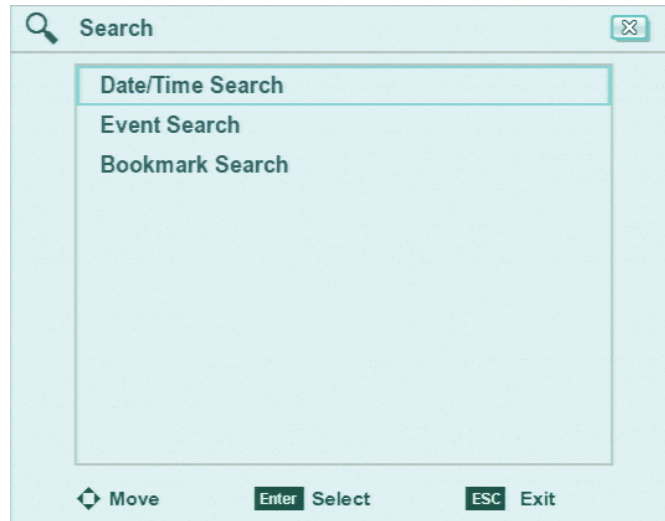 Search
Date/Time Search
Event Search
Bookmark Search
Move Enter Select ESC Exit